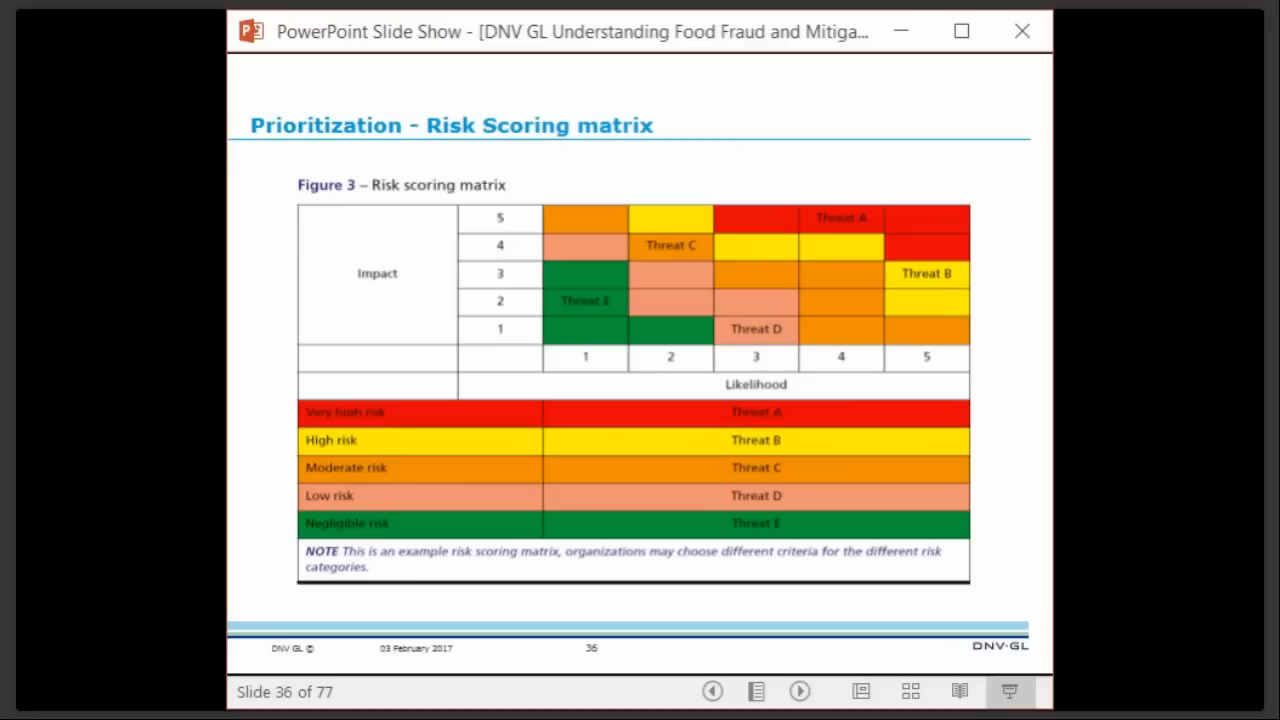 PowerPoint Slide Show - [DNV GL Understanding Food Fraud and Mitiga...
Prioritization - Risk Scoring matrix
Figure 3 – Risk scoring matrix
5 Threat A
4 Threat C
Impact 3 Threat B
2 Threat E
1 Threat D
1 2 3 4 5
Likelihood
Very high risk Threat A
High risk Threat B
Moderate risk Threat C
Low risk Threat D
Negligible risk Threat E
NOTE This is an example risk scoring matrix, organizations may choose different criteria for the different risk
categories.
DNV GL © 03 February 2017 36 DNV·GL
Slide 36 of 77